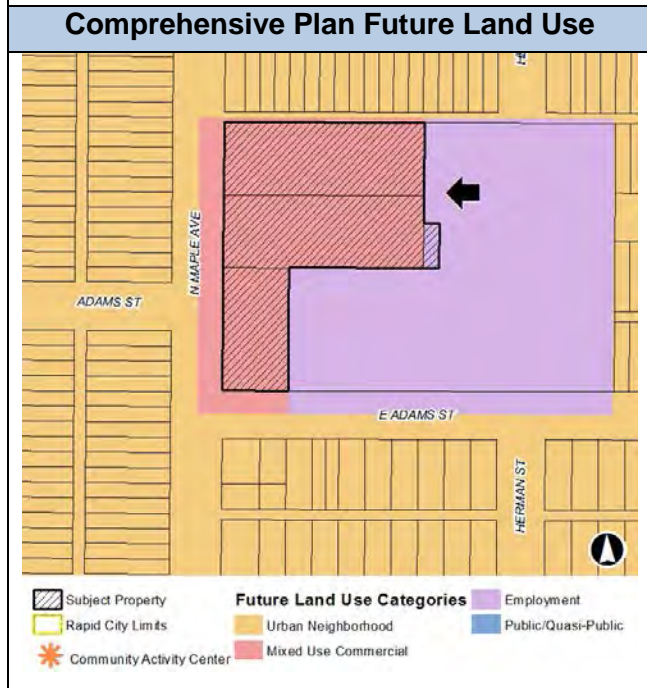 Comprehensive Plan Future Land Use
N MAPLE AVE
ADAMS ST
E ADAMS ST
HERMAN ST
Subject Property
Rapid City Limits
Community Activity Center
Future Land Use Categories
Urban Neighborhood
Mixed Use Commercial
Employment
Public/Quasi-Public